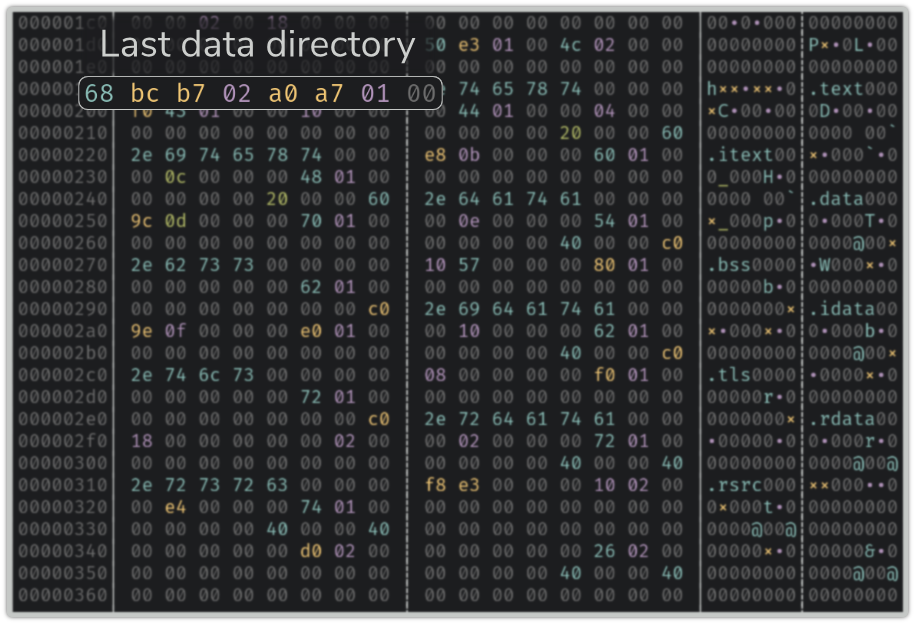 Last data directory
68 bc b7 02 a0 a7 01 00
000001c0 00 00 02 00 18 00 00 00 00 00 00 00 00 00 00 00 00•0•000 00000000
50 e3 01 00 4c 02 00 00 00000000 P×•0L•00
000001e0 00 00 00 00 00 00 00 00 00 00 00 00 00 00 00 00 00000000 00000000
74 65 78 74 00 00 00 h××•××•0 .text000
00000200 f0 43 01 00 00 10 00 00 00 44 01 00 00 04 00 00 ×C•00•00 0D•00•00
00000210 00 00 00 00 00 00 00 00 00 00 00 00 20 00 00 60 00000000 0000 00`
00000220 2e 69 74 65 78 74 00 00 e8 0b 00 00 00 60 01 00 .itext00 ×•000`•0
00000230 00 0c 00 00 00 48 01 00 00 00 00 00 00 00 00 00 0_000H•0 00000000
00000240 00 00 00 00 20 00 00 60 2e 64 61 74 61 00 00 00 0000 00` .data000
00000250 9c 0d 00 00 00 70 01 00 00 0e 00 00 00 54 01 00 ×_000p•0 0•000T•0
00000260 00 00 00 00 00 00 00 00 00 00 00 00 40 00 00 c0 00000000 0000@00×
00000270 2e 62 73 73 00 00 00 00 10 57 00 00 00 80 01 00 .bss0000 •W000×•0
00000280 00 00 00 00 00 62 01 00 00 00 00 00 00 00 00 00 00000b•0 00000000
00000290 00 00 00 00 00 00 00 c0 2e 69 64 61 74 61 00 00 0000000× .idata00
000002a0 9e 0f 00 00 00 e0 01 00 00 10 00 00 00 62 01 00 ×•000×•0 0•000b•0
000002b0 00 00 00 00 00 00 00 00 00 00 00 00 40 00 00 c0 00000000 0000@00×
000002c0 2e 74 6c 73 00 00 00 00 08 00 00 00 00 f0 01 00 .tls0000 •0000×•0
000002d0 00 00 00 00 00 72 01 00 00 00 00 00 00 00 00 00 00000r•0 00000000
000002e0 00 00 00 00 00 00 00 c0 2e 72 64 61 74 61 00 00 0000000× .rdata00
000002f0 18 00 00 00 00 00 02 00 00 02 00 00 00 72 01 00 •00000•0 0•000r•0
00000300 00 00 00 00 00 00 00 00 00 00 00 00 40 00 00 40 00000000 0000@00@
00000310 2e 72 73 72 63 00 00 00 f8 e3 00 00 00 10 02 00 .rsrc000 ××000••0
00000320 00 e4 00 00 00 74 01 00 00 00 00 00 00 00 00 00 0×000t•0 00000000
00000330 00 00 00 00 40 00 00 40 00 00 00 00 00 00 00 00 0000@00@ 00000000
00000340 00 00 00 00 00 d0 02 00 00 00 00 00 00 26 02 00 00000×•0 00000&•0
00000350 00 00 00 00 00 00 00 00 00 00 00 00 40 00 00 40 00000000 0000@00@
00000360 00 00 00 00 00 00 00 00 00 00 00 00 00 00 00 00 00000000 00000000